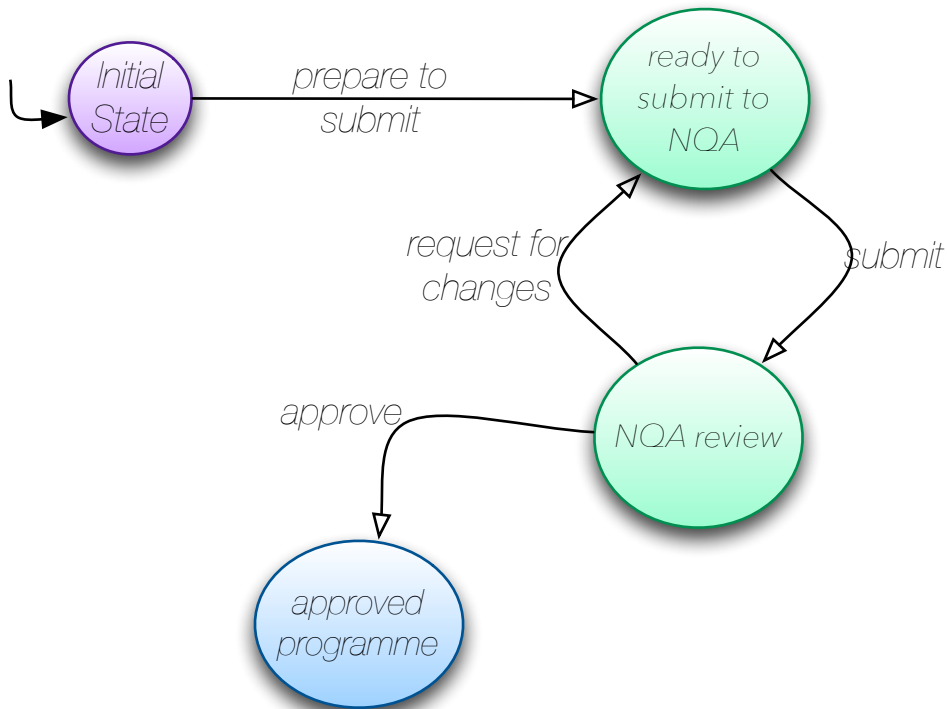 Initial
State
prepare to
submit
ready to
submit to
NQA
request for
changes
submit
approve
NQA review
approved
programme